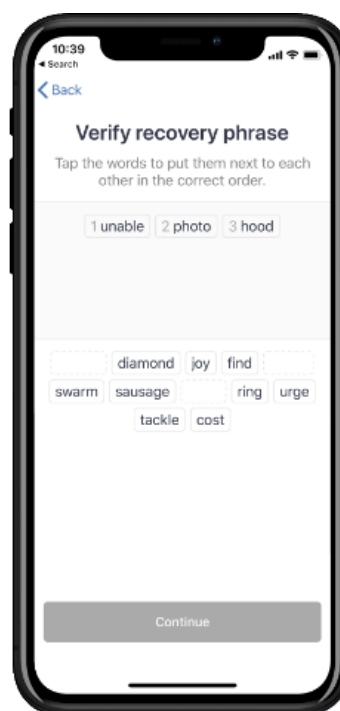 10:39
Search
Back
Verify recovery phrase
Tap the words to put them next to each
other in the correct order.
1 unable 2 photo 3 hood
diamond joy find
swarm sausage ring urge
tackle cost
Continue